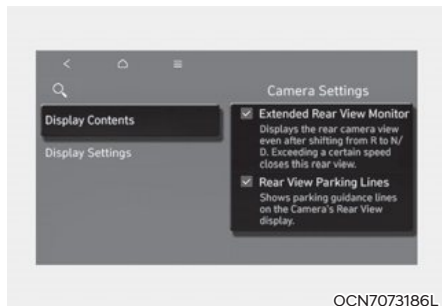 Camera Settings
Display Contents
Display Settings
Extended Rear View Monitor
Displays the rear camera view
even after shifting from R to N/
D. Exceeding a certain speed
closes this rear view.
Rear View Parking Lines
Shows parking guidance lines
on the Camera's Rear View
display.
OCN7073186L